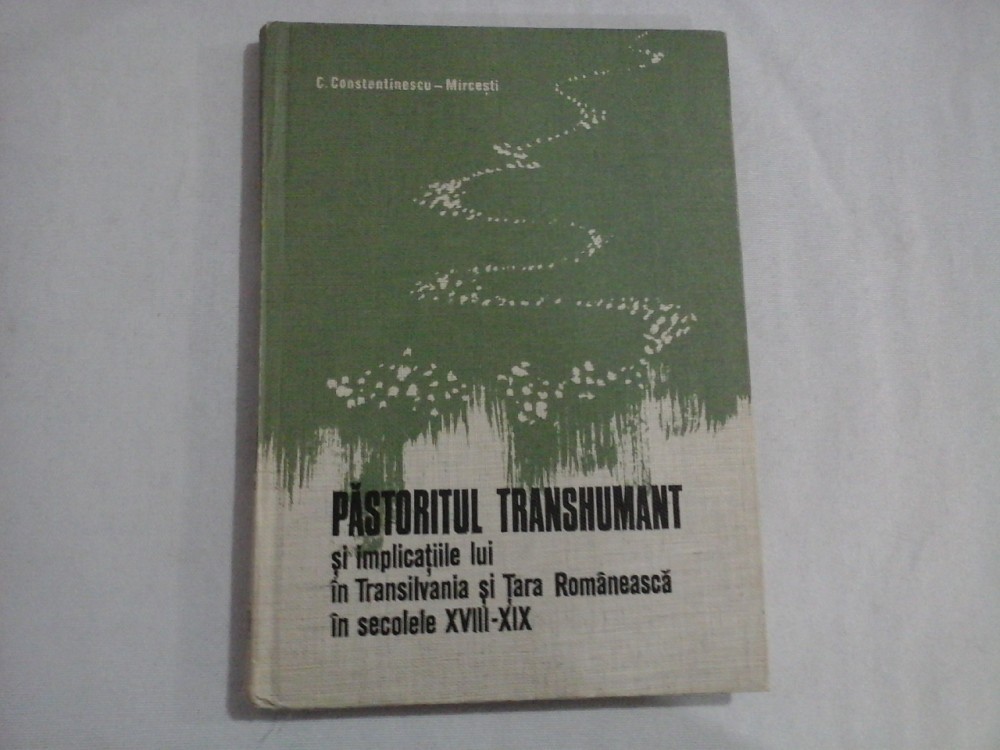 C. Constantinescu – Mircești
PĂSTORITUL TRANSHUMANT
și implicațiile lui
în Transilvania și Țara Românească
în secolele XVIII-XIX